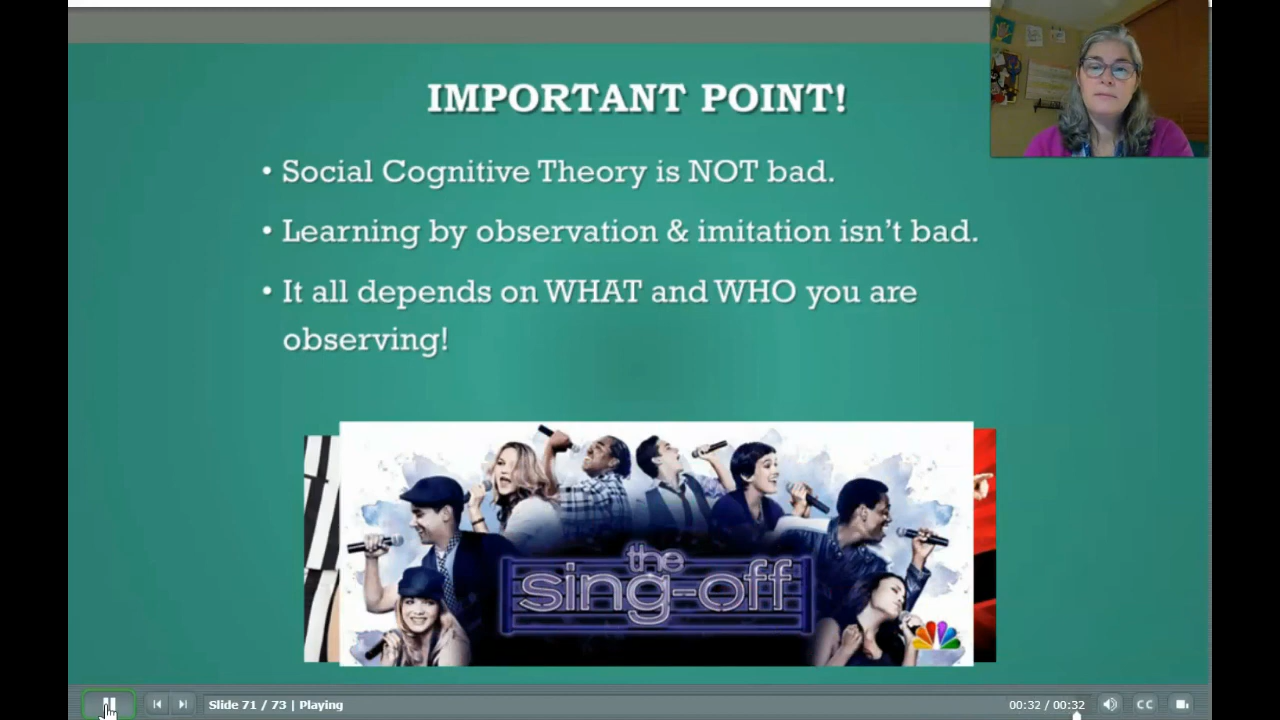 IMPORTANT POINT!
• Social Cognitive Theory is NOT bad.
• Learning by observation & imitation isn't bad.
• It all depends on WHAT and WHO you are
observing!
the
sing-off
Slide 71 / 73 | Playing
00:32 / 00:32
CC